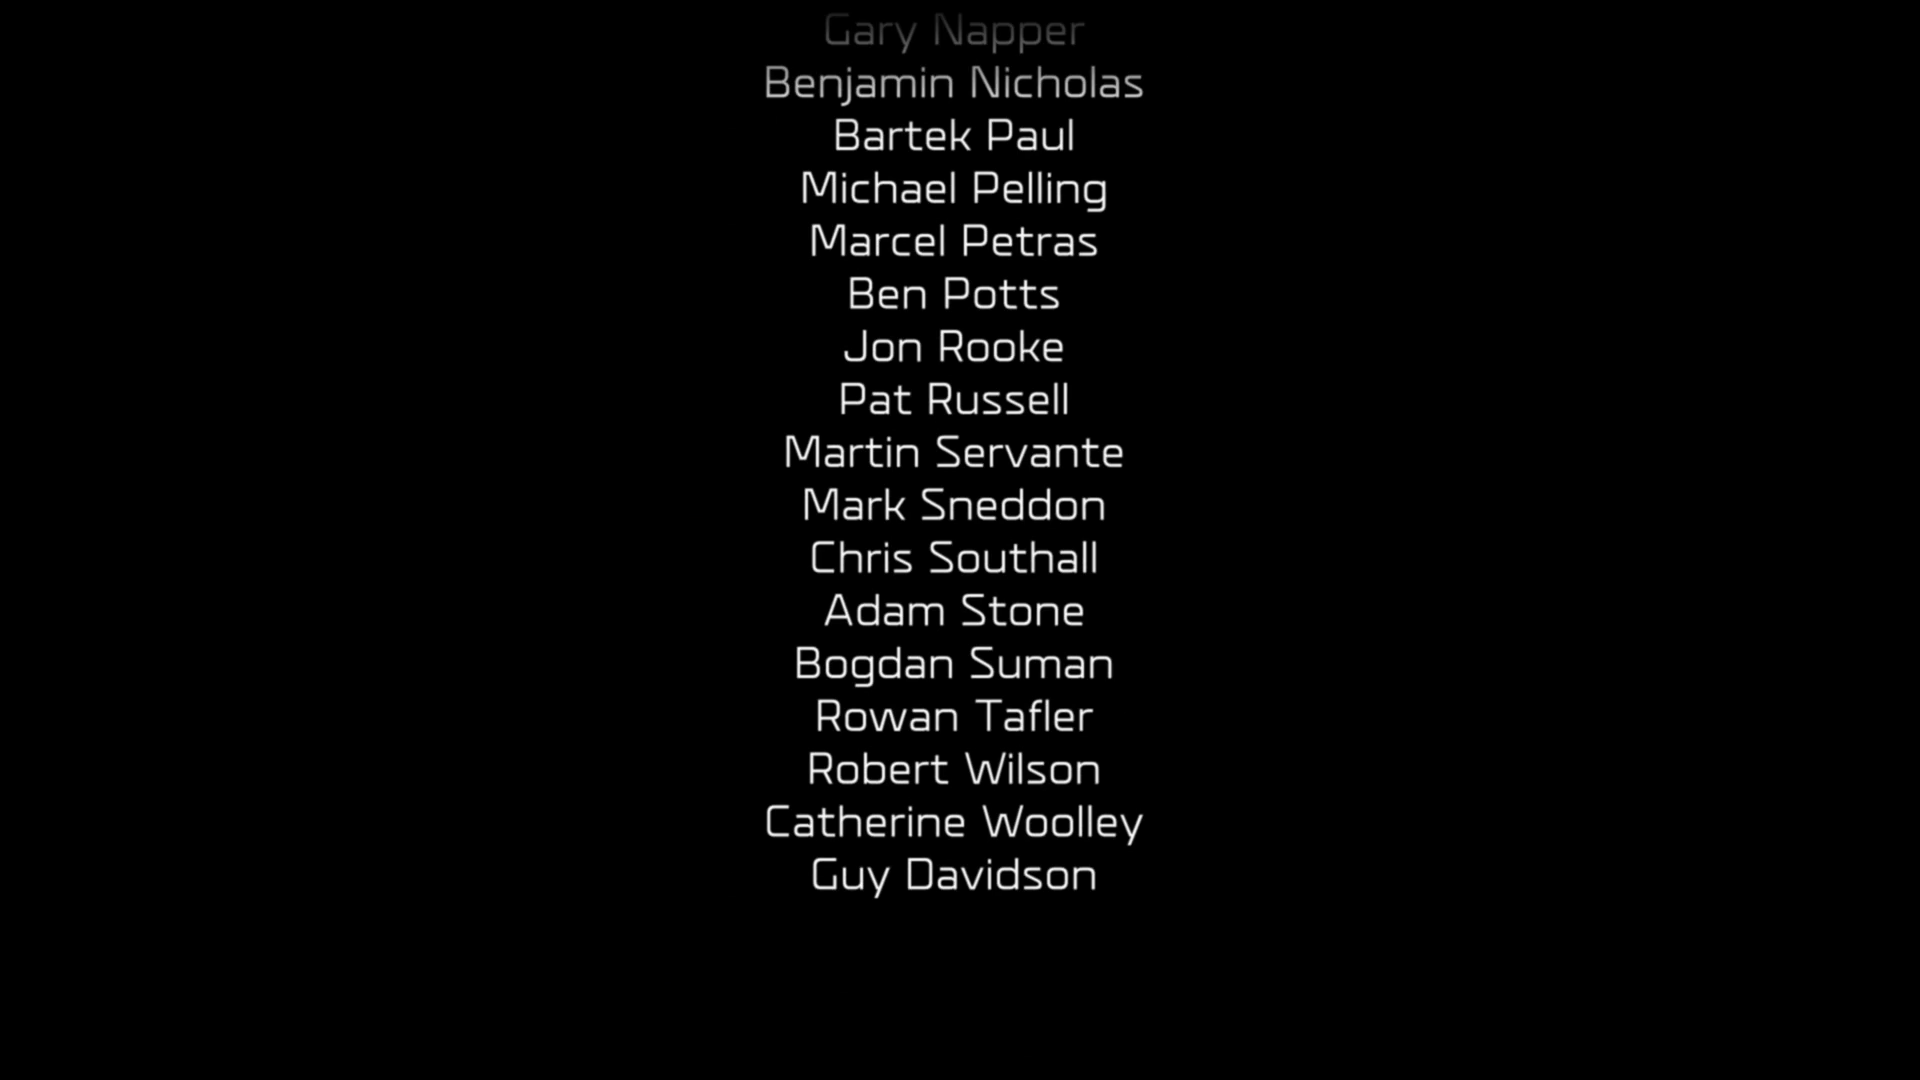 Gary Napper
Benjamin Nicholas
Bartek Paul
Michael Pelling
Marcel Petras
Ben Potts
Jon Rooke
Pat Russell
Martin Servante
Mark Sneddon
Chris Southall
Adam Stone
Bogdan Suman
Rowan Tafler
Robert Wilson
Catherine Woolley
Guy Davidson